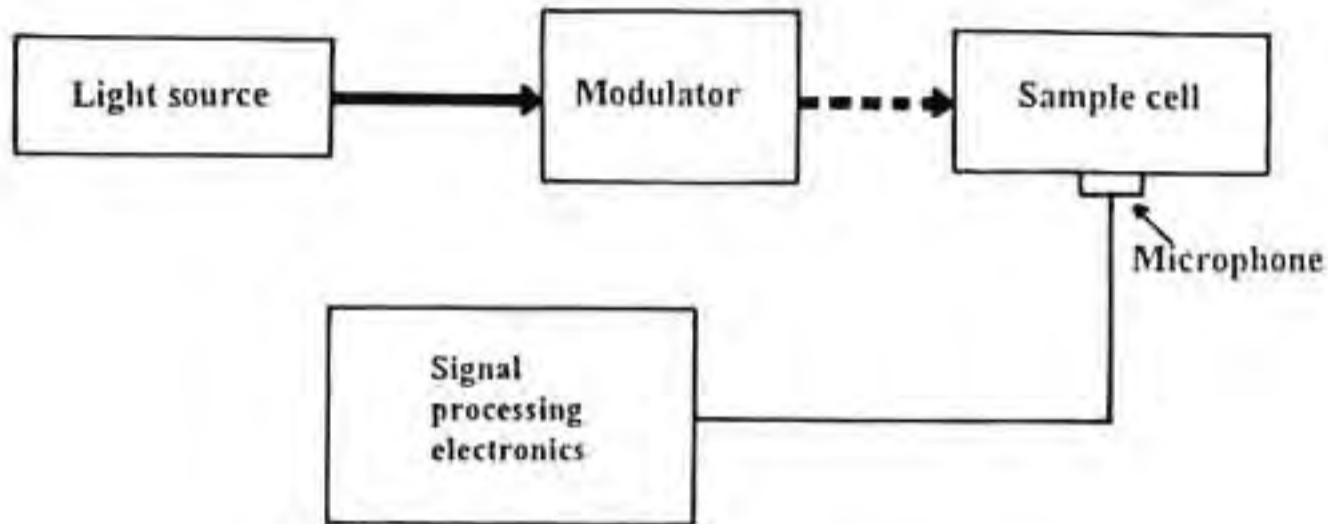 Light source
Modulator
Sample cell
Microphone
Signal
processing
electronics